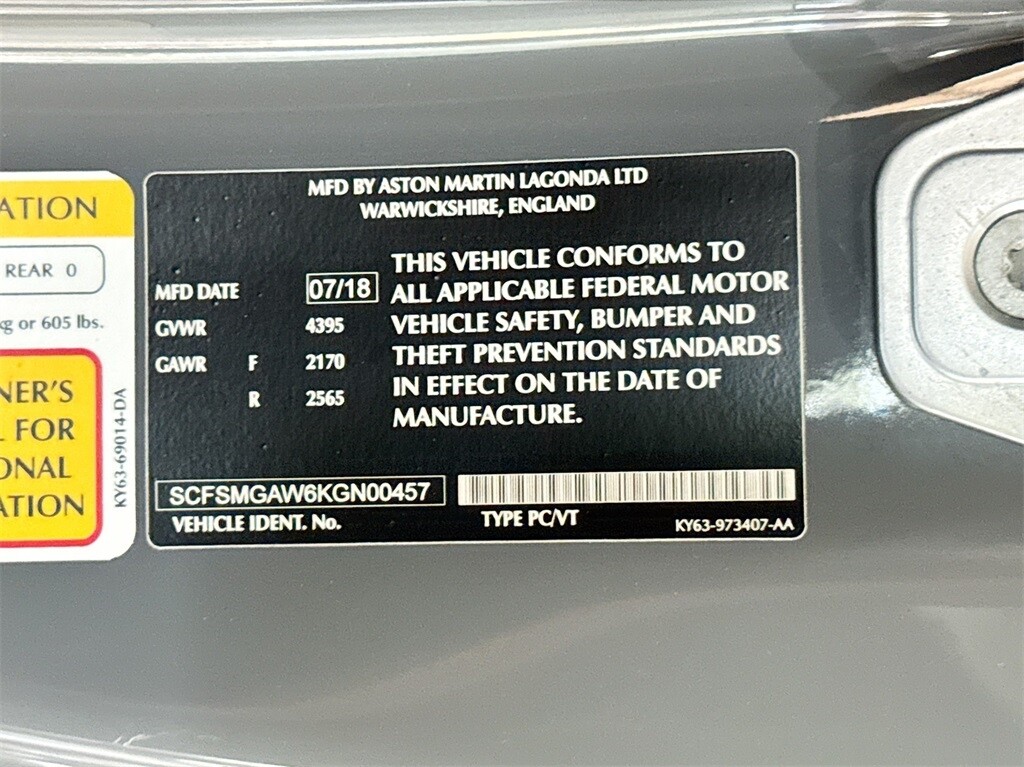 ATION
REAR 0
kg or 605 lbs.
NER'S
L FOR
ONAL
ATION
KY63-69014-DA
MFD BY ASTON MARTIN LAGONDA LTD
WARWICKSHIRE, ENGLAND
MFD DATE 07/18
GVWR 4395
GAWR F 2170
R 2565
THIS VEHICLE CONFORMS TO
ALL APPLICABLE FEDERAL MOTOR
VEHICLE SAFETY, BUMPER AND
THEFT PREVENTION STANDARDS
IN EFFECT ON THE DATE OF
MANUFACTURE.
SCFSMGAW6KGN00457
VEHICLE IDENT. No.
TYPE PC/VT
KY63-973407-AA